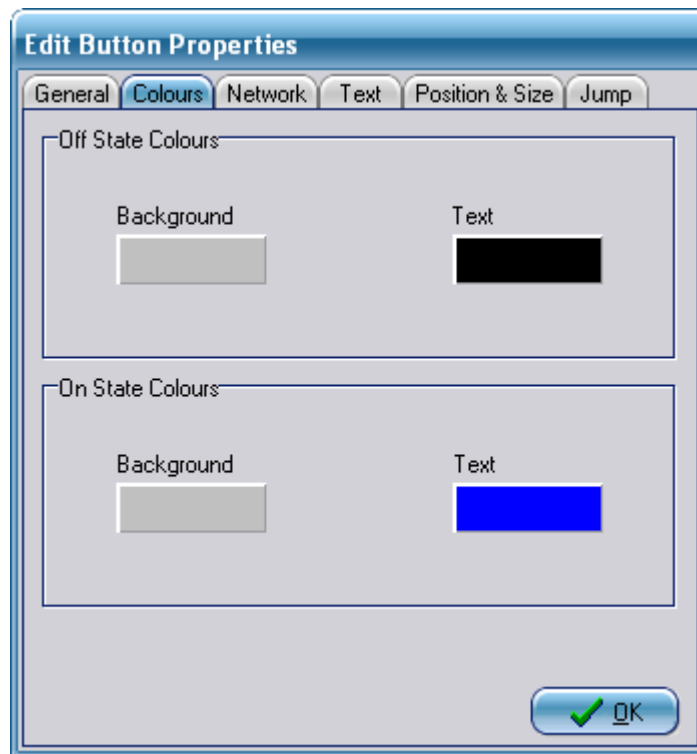 Edit Button Properties
General Colours Network Text Position & Size Jump
Off State Colours
Background Text
On State Colours
Background Text
OK